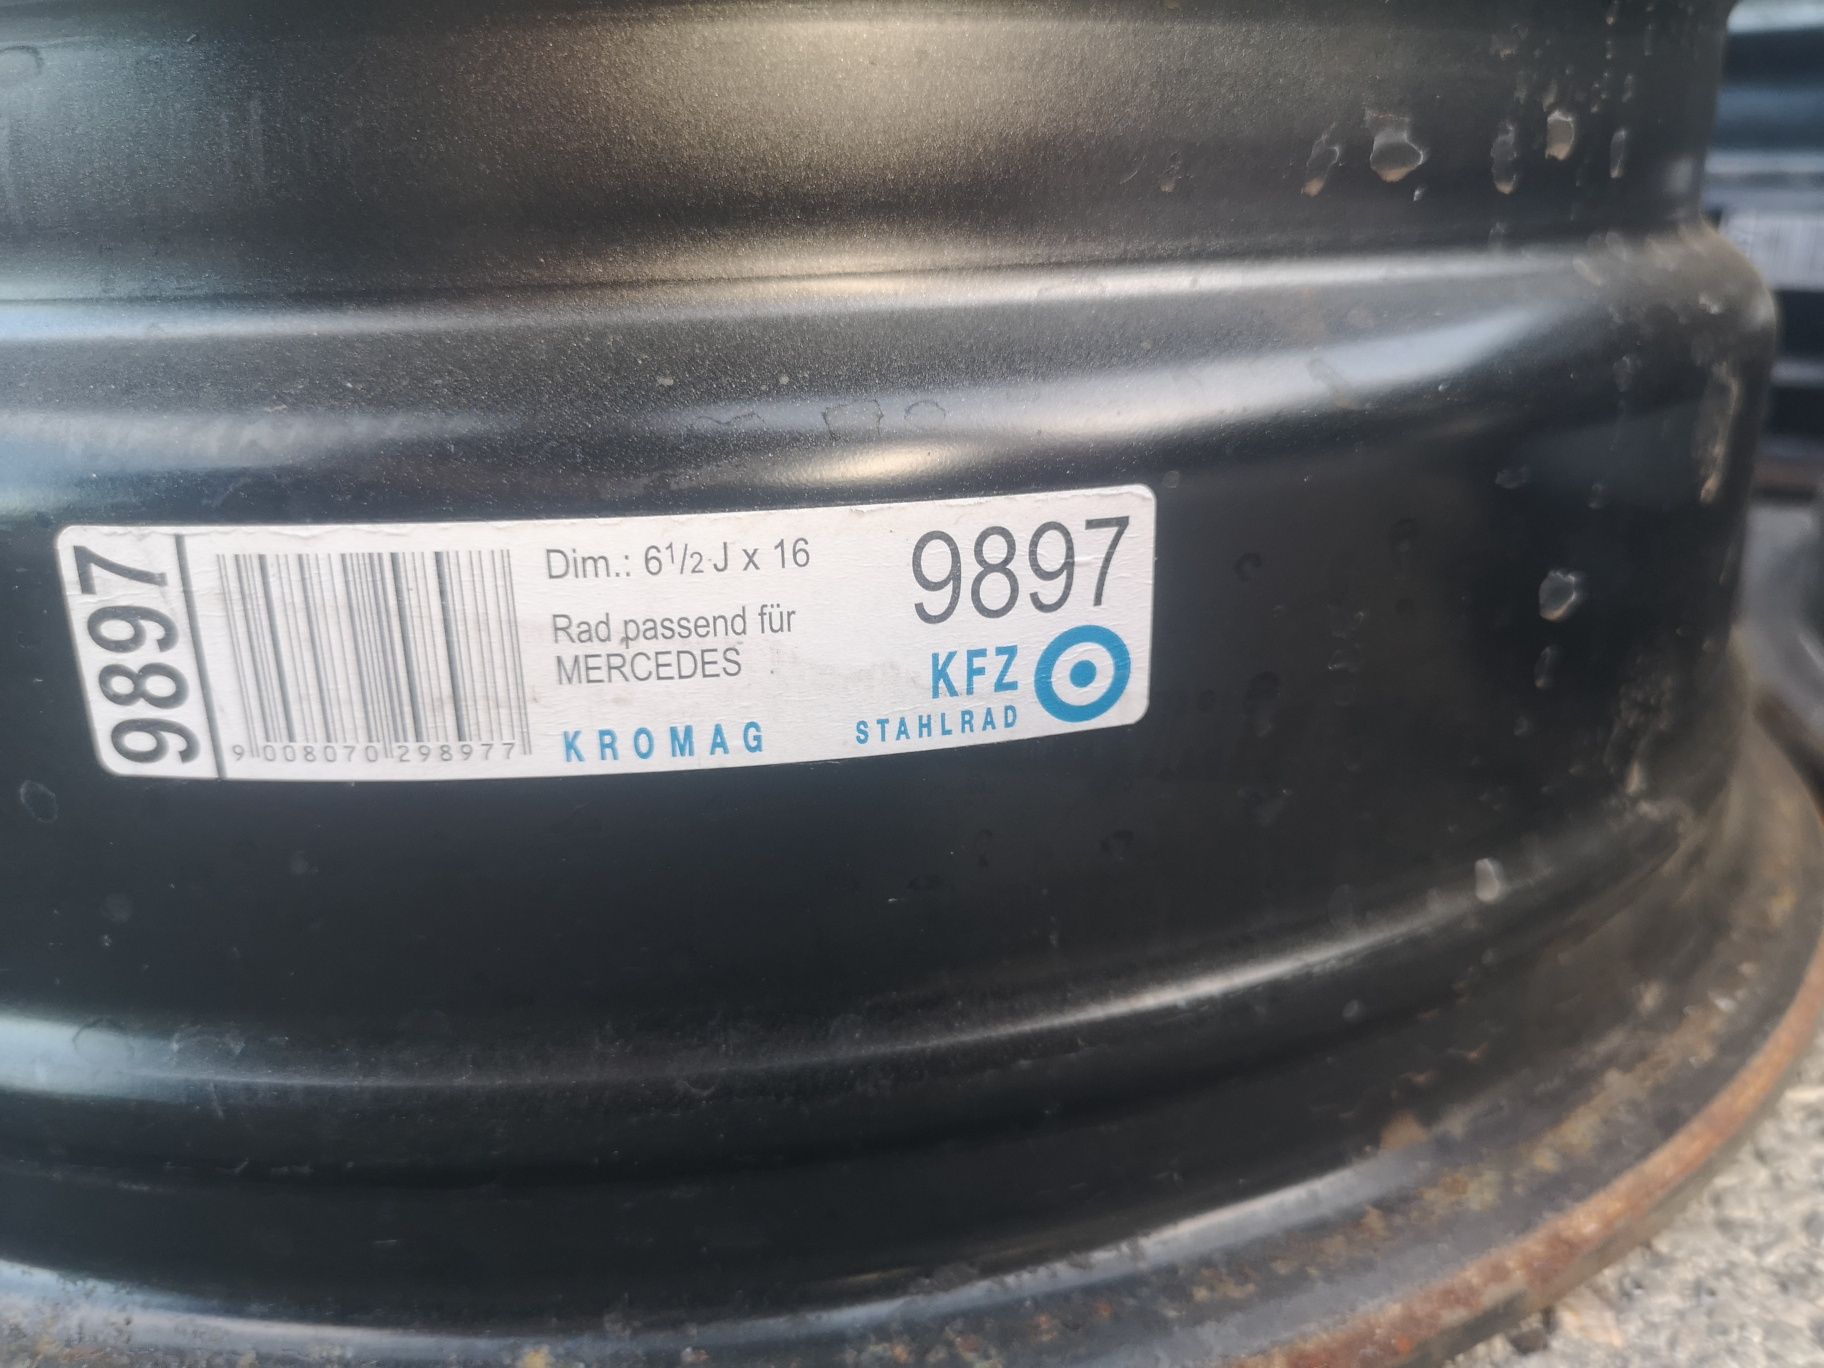 9897
Dim.: 6 1/2 J x 16
9897
Rad passend für
MERCEDES
KFZ
STAHLRAD
KROMAG
9 008070 298977